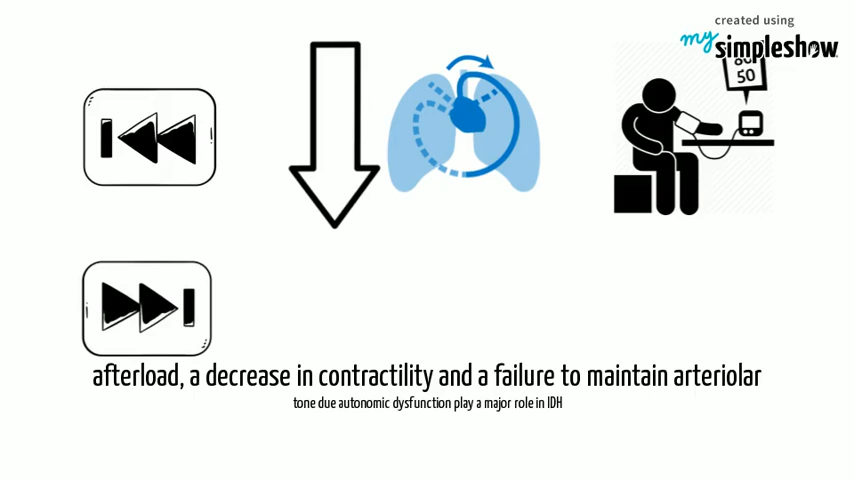 created using
my
simpleshow
50
afterload, a decrease in contractility and a failure to maintain arteriolar
tone due autonomic dysfunction play a major role in IDH